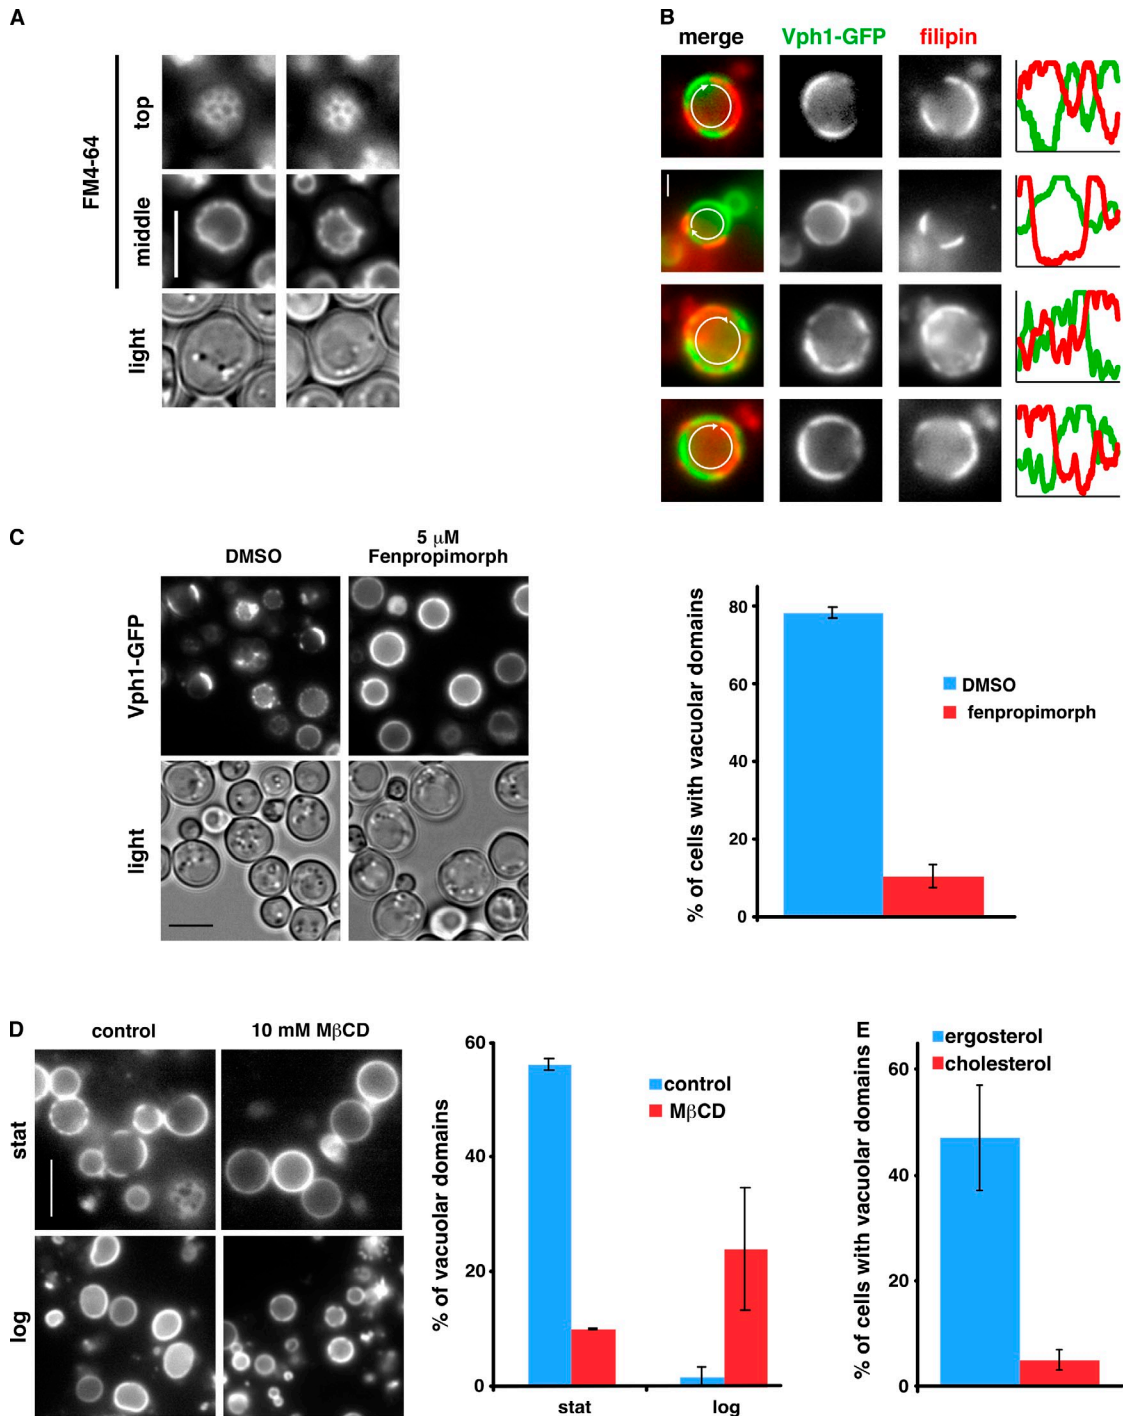 A
FM4-64
top
middle
light
B
merge
Vph1-GFP
filipin
C
DMSO
5 μM
Fenpropimorph
Vph1-GFP
light
% of cells with vacuolar domains
80
60
40
20
0
DMSO
fenpropimorph
D
control
10 mM MβCD
stat
log
% of vacuolar domains
60
40
20
0
control
MβCD
stat
log
E
ergosterol
cholesterol
% of cells with vacuolar domains
60
40
20
0